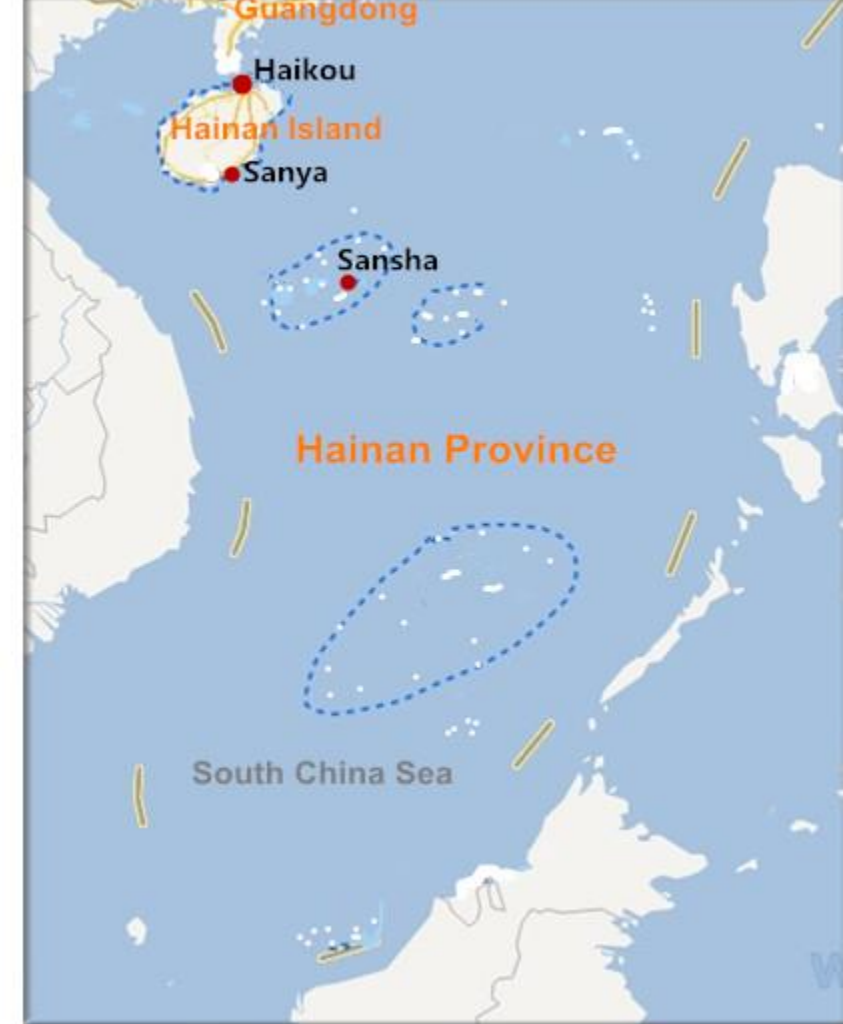 Guangdong
Haikou
Hainan Island
Sanya
Sansha
Hainan Province
South China Sea